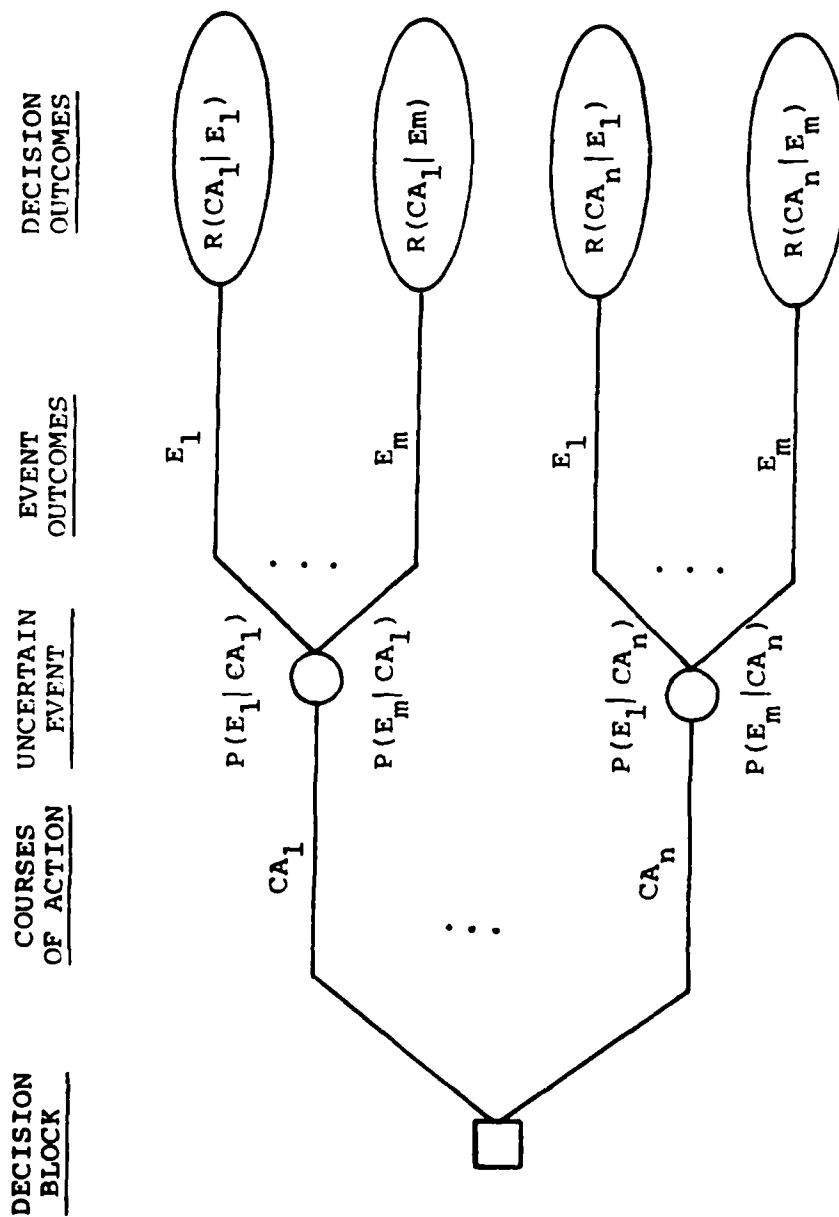 DECISION
BLOCK
COURSES
OF ACTION
UNCERTAIN
EVENT
EVENT
OUTCOMES
DECISION
OUTCOMES
CA₁
P(E₁|CA₁)
P(Eₘ|CA₁)
E₁
. . .
Eₘ
R(CA₁|E₁)
R(CA₁|Em)
. . .
CAₙ
P(E₁|CAₙ)
P(Eₘ|CAₙ)
E₁
. . .
Eₘ
R(CAₙ|E₁)
R(CAₙ|Eₘ)